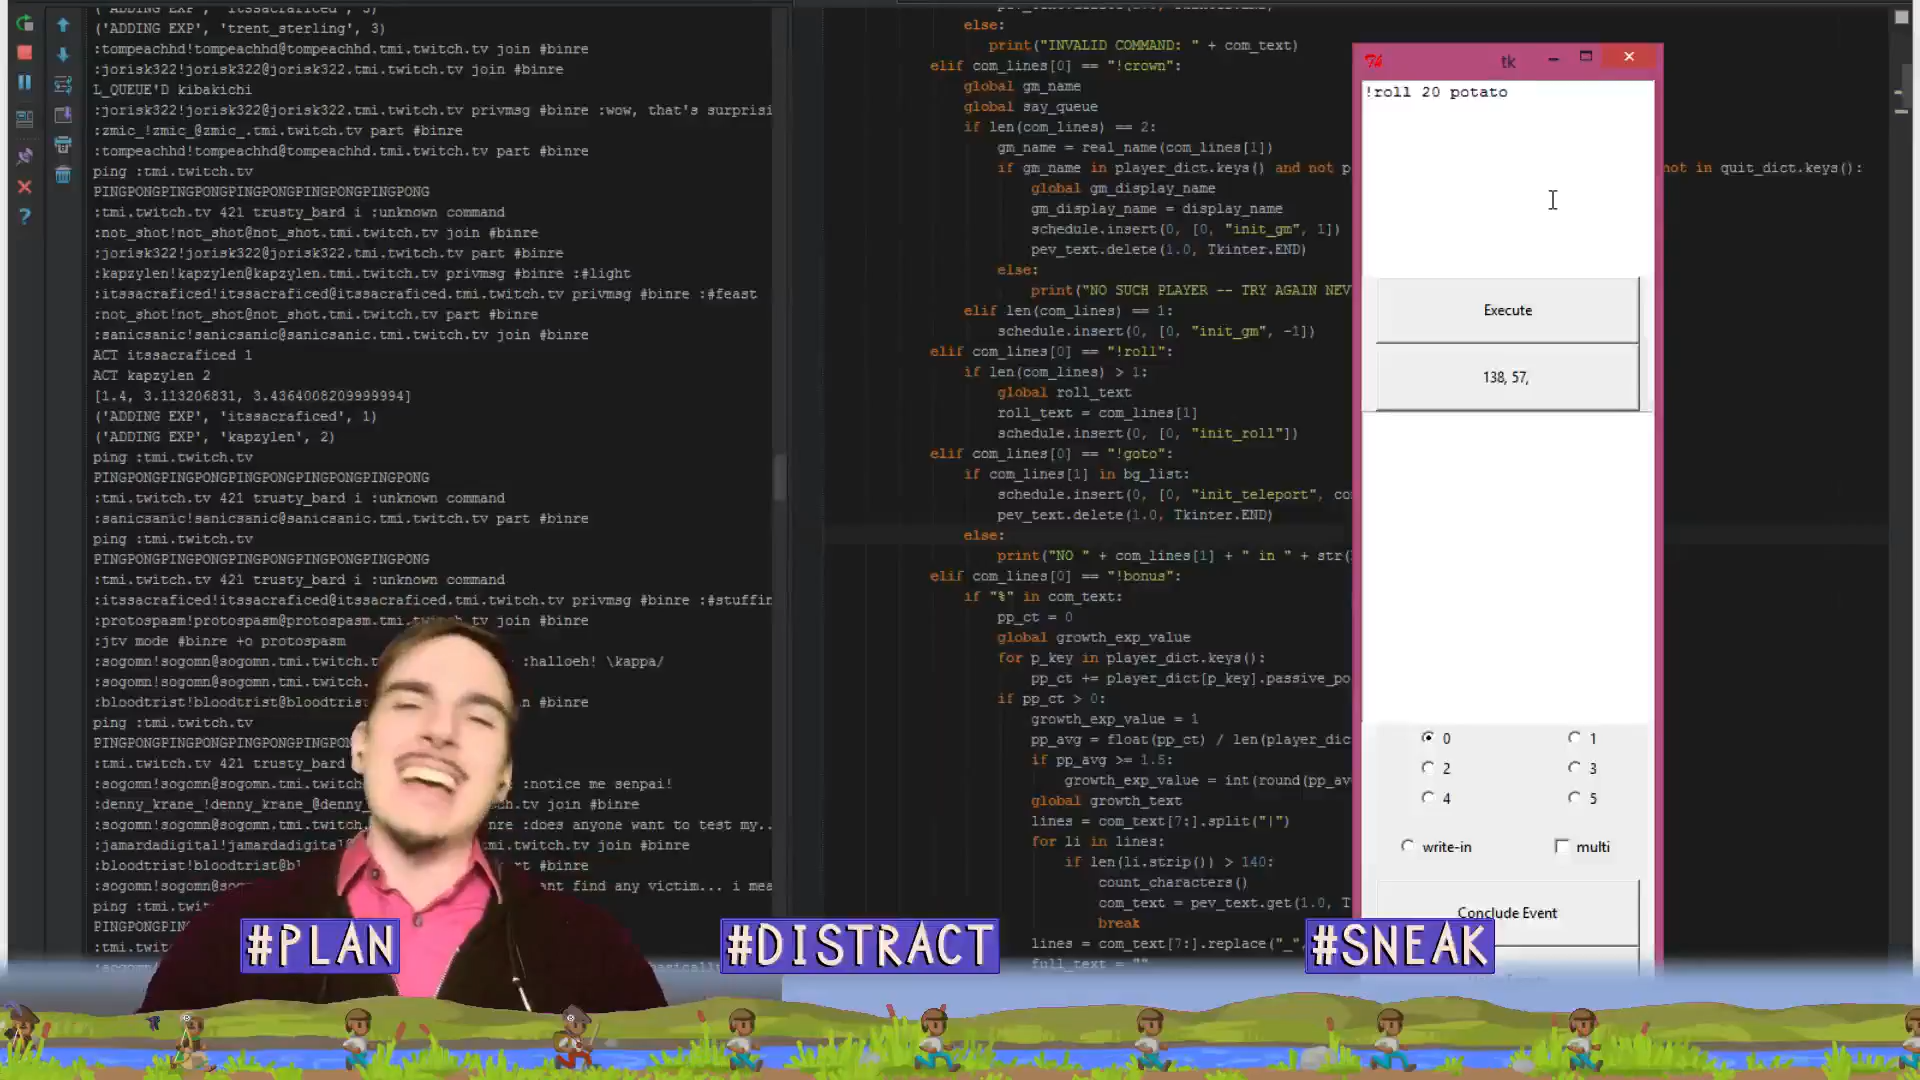 ('ADDING EXP', 'itssacraficed', 3)
('ADDING EXP', 'trent_sterling', 3)
:tompeachhd!tompeachhd@tompeachhd.tmi.twitch.tv join #binre
:jorisk322!jorisk322@jorisk322.tmi.twitch.tv join #binre
L_QUEUE'D kibakichi
:jorisk322!jorisk322@jorisk322.tmi.twitch.tv privmsg #binre :wow, that's surprisi
:zmic_!zmic_@zmic_.tmi.twitch.tv part #binre
:tompeachhd!tompeachhd@tompeachhd.tmi.twitch.tv part #binre
ping :tmi.twitch.tv
PINGPONGPINGPONGPINGPONGPINGPONGPINGPONG
:tmi.twitch.tv 421 trusty_bard i :unknown command
:not_shot!not_shot@not_shot.tmi.twitch.tv join #binre
:jorisk322!jorisk322@jorisk322.tmi.twitch.tv part #binre
:kapzylen!kapzylen@kapzylen.tmi.twitch.tv privmsg #binre :#light
:itssacraficed!itssacraficed@itssacraficed.tmi.twitch.tv privmsg #binre :#feast
:not_shot!not_shot@not_shot.tmi.twitch.tv part #binre
:sanicsanic!sanicsanic@sanicsanic.tmi.twitch.tv join #binre
ACT itssacraficed 1
ACT kapzylen 2
[1.4, 3.113206831, 3.4364008209999994]
('ADDING EXP', 'itssacraficed', 1)
('ADDING EXP', 'kapzylen', 2)
ping :tmi.twitch.tv
PINGPONGPINGPONGPINGPONGPINGPONGPINGPONG
:tmi.twitch.tv 421 trusty_bard i :unknown command
:sanicsanic!sanicsanic@sanicsanic.tmi.twitch.tv part #binre
ping :tmi.twitch.tv
PINGPONGPINGPONGPINGPONGPINGPONGPINGPONG
:tmi.twitch.tv 421 trusty_bard i :unknown command
:itssacraficed!itssacraficed@itssacraficed.tmi.twitch.tv privmsg #binre :#stuffin
:protospasm!protospasm@protospasm.tmi.twitch.tv join #binre
:jtv mode #binre +o protospasm
:sogomn!sogomn@sogomn.tmi.twitch.t :halloeh! \kappa/
:sogomn!sogomn@sogomn.tmi.twitch.
:bloodtrist!bloodtrist@bloodtris n #binre
ping :tmi.twitch.tv
PINGPONGPINGPONGPINGPONGPINGPO
:tmi.twitch.tv 421 trusty_bard
:sogomn!sogomn@sogomn.tmi.twitch :notice me senpai!
:denny_krane_!denny_krane_@denny_ ch.tv join #binre
:sogomn!sogomn@sogomn.tmi.twitch. nre :does anyone want to test my..
:jamardadigital!jamardadigital@ mi.twitch.tv join #binre
:bloodtrist!bloodtrist@bl art #binre
:sogomn!sogomn@sogomn.tmi ant find any victim... i mea
ping :tmi.twitch.tv
PINGP
:tmi.t
else:
print("INVALID COMMAND: " + com_text)
elif com_lines[0] == "!crown":
global gm_name
global say_queue
if len(com_lines) == 2:
gm_name = real_name(com_lines[1])
if gm_name in player_dict.keys() and not p not in quit_dict.keys():
global gm_display_name
gm_display_name = display_name
schedule.insert(0, [0, "init_gm", 1])
pev_text.delete(1.0, Tkinter.END)
else:
print("NO SUCH PLAYER -- TRY AGAIN NEV
elif len(com_lines) == 1:
schedule.insert(0, [0, "init_gm", -1])
elif com_lines[0] == "!roll":
if len(com_lines) > 1:
global roll_text
roll_text = com_lines[1]
schedule.insert(0, [0, "init_roll"])
elif com_lines[0] == "!goto":
if com_lines[1] in bg_list:
schedule.insert(0, [0, "init_teleport", co
pev_text.delete(1.0, Tkinter.END)
else:
print("NO " + com_lines[1] + " in " + str(
elif com_lines[0] == "!bonus":
if "%" in com_text:
pp_ct = 0
global growth_exp_value
for p_key in player_dict.keys():
pp_ct += player_dict[p_key].passive_po
if pp_ct > 0:
growth_exp_value = 1
pp_avg = float(pp_ct) / len(player_dic
if pp_avg >= 1.5:
growth_exp_value = int(round(pp_av
global growth_text
lines = com_text[7:].split("|")
for li in lines:
if len(li.strip()) > 140:
count_characters()
com_text = pev_text.get(1.0, T
break
lines = com_text[7:].replace("_",
full_text = ""
tk
!roll 20 potato
Execute
138, 57,
0 1
2 3
4 5
write-in multi
Conclude Event
#PLAN
#DISTRACT
#SNEAK